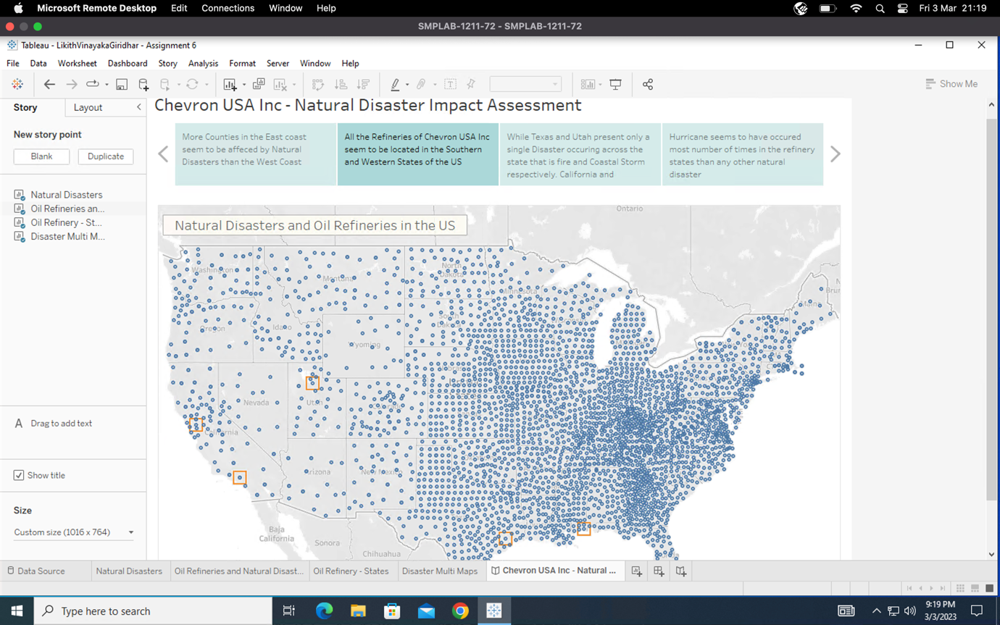 Microsoft Remote Desktop Edit Connections Window Help Fri 3 Mar 21:19
SMPLAB-1211-72 - SMPLAB-1211-72
Tableau - LikithVinayakaGiridhar - Assignment 6
File Data Worksheet Dashboard Story Analysis Format Server Window Help
Show Me
Story Layout
New story point
Blank Duplicate
Natural Disasters
Oil Refineries an...
Oil Refinery - St...
Disaster Multi M...
A Drag to add text
Show title
Size
Custom size (1016 x 764)
Chevron USA Inc - Natural Disaster Impact Assessment
More Counties in the East coast
seem to be affeced by Natural
Disasters than the West Coast
All the Refineries of Chevron USA Inc
seem to be located in the Southern
and Western States of the US
While Texas and Utah present only a
single Disaster occuring across the
state that is fire and Coastal Storm
respectively. California and
Hurricane seems to have occured
most number of times in the refinery
states than any other natural
disaster
Natural Disasters and Oil Refineries in the US
Ontario
Washington
Montana
North
Dakota
Minnesota
Maine
Oregon
Idaho
South
Dakota
Wyoming
Nevada
Utah
Colorado
California
Arizona
New Mexico
Baja
California
Sonora
Chihuahua
Data Source Natural Disasters Oil Refineries and Natural Disast... Oil Refinery - States Disaster Multi Maps Chevron USA Inc - Natural ...
Type here to search
9:19 PM
3/3/2023